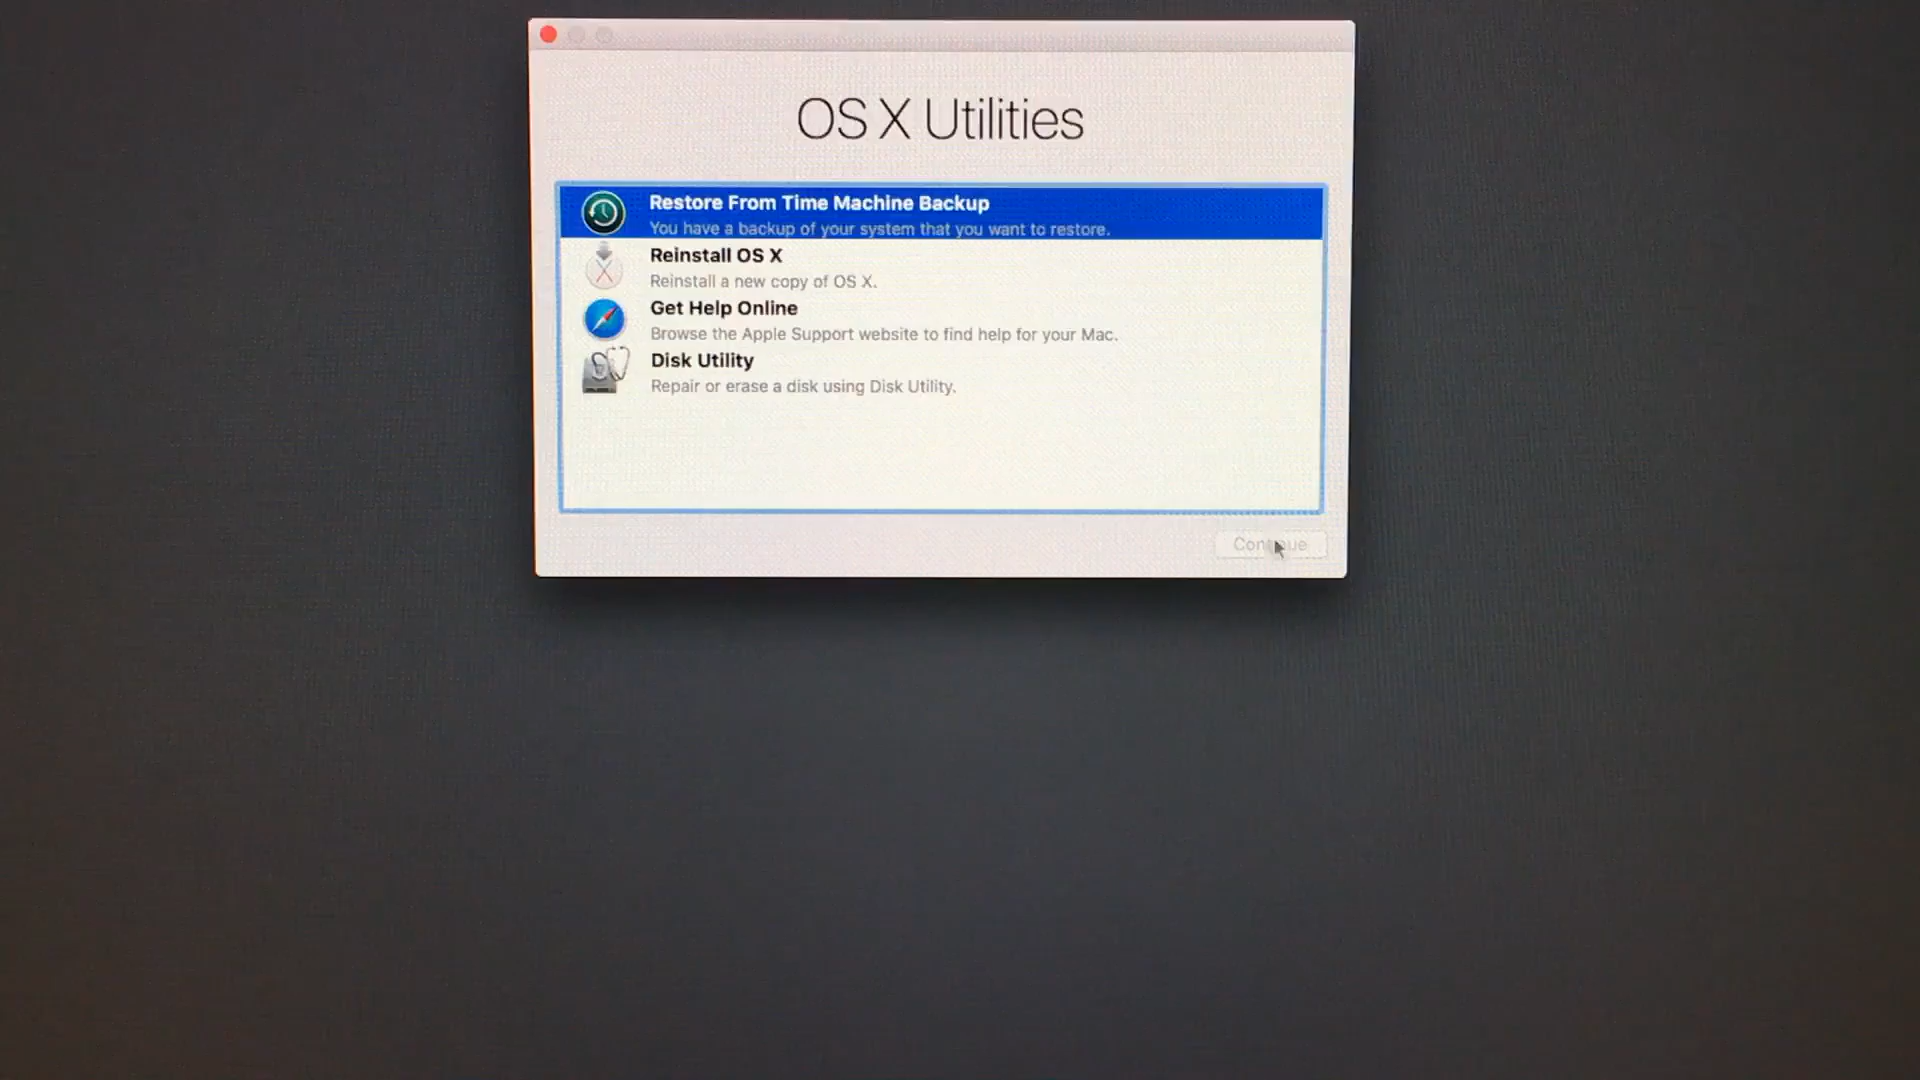 OS X Utilities
Restore From Time Machine Backup
You have a backup of your system that you want to restore.
Reinstall OS X
Reinstall a new copy of OS X.
Get Help Online
Browse the Apple Support website to find help for your Mac.
Disk Utility
Repair or erase a disk using Disk Utility.
Continue